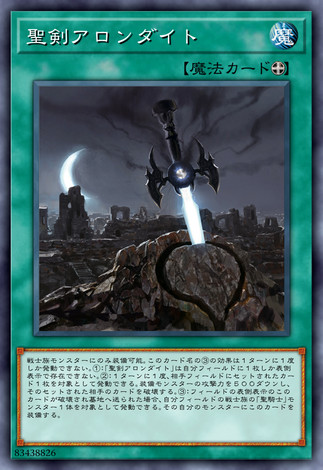 聖剣アロンダイト
魔
【魔法カード】
戦士族モンスターにのみ装備可能。このカード名の③の効果は1ターンに1度
しか発動できない。①:「聖剣アロンダイト」は自分フィールドに1枚しか表側
表示で存在できない。②:1ターンに1度、相手フィールドにセットされたカー
ド1枚を対象として発動できる。装備モンスターの攻撃力を500ダウンし、
そのセットされた相手のカードを破壊する。③:フィールドの表側表示のこ
のカードが破壊され墓地へ送られた場合、自分フィールドの戦士族の「聖騎士」モ
ンスター1体を対象として発動できる。その自分のモンスターにこのカードを
装備する。
83438826